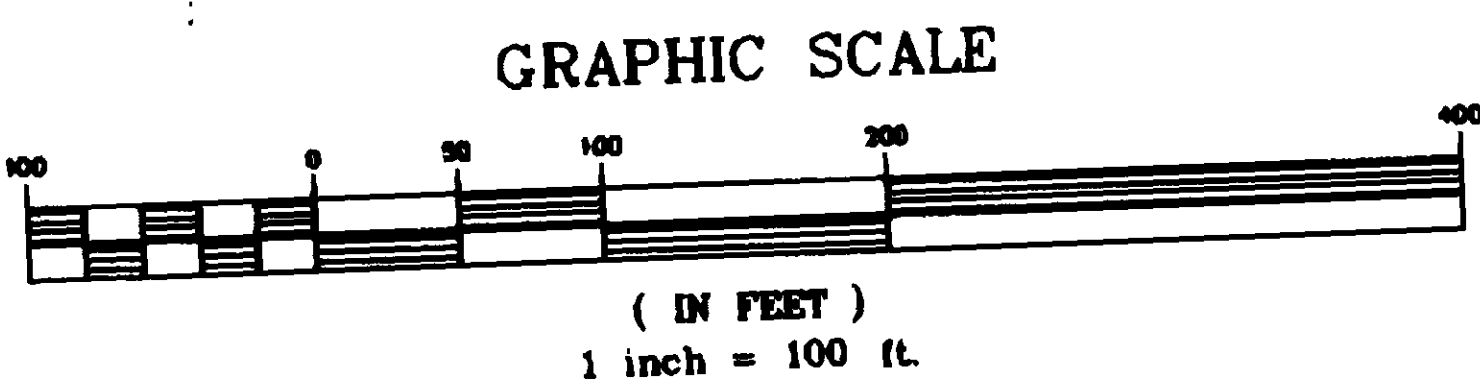 GRAPHIC SCALE
100 0 50 100 200 400
( IN FEET )
1 inch = 100 ft.